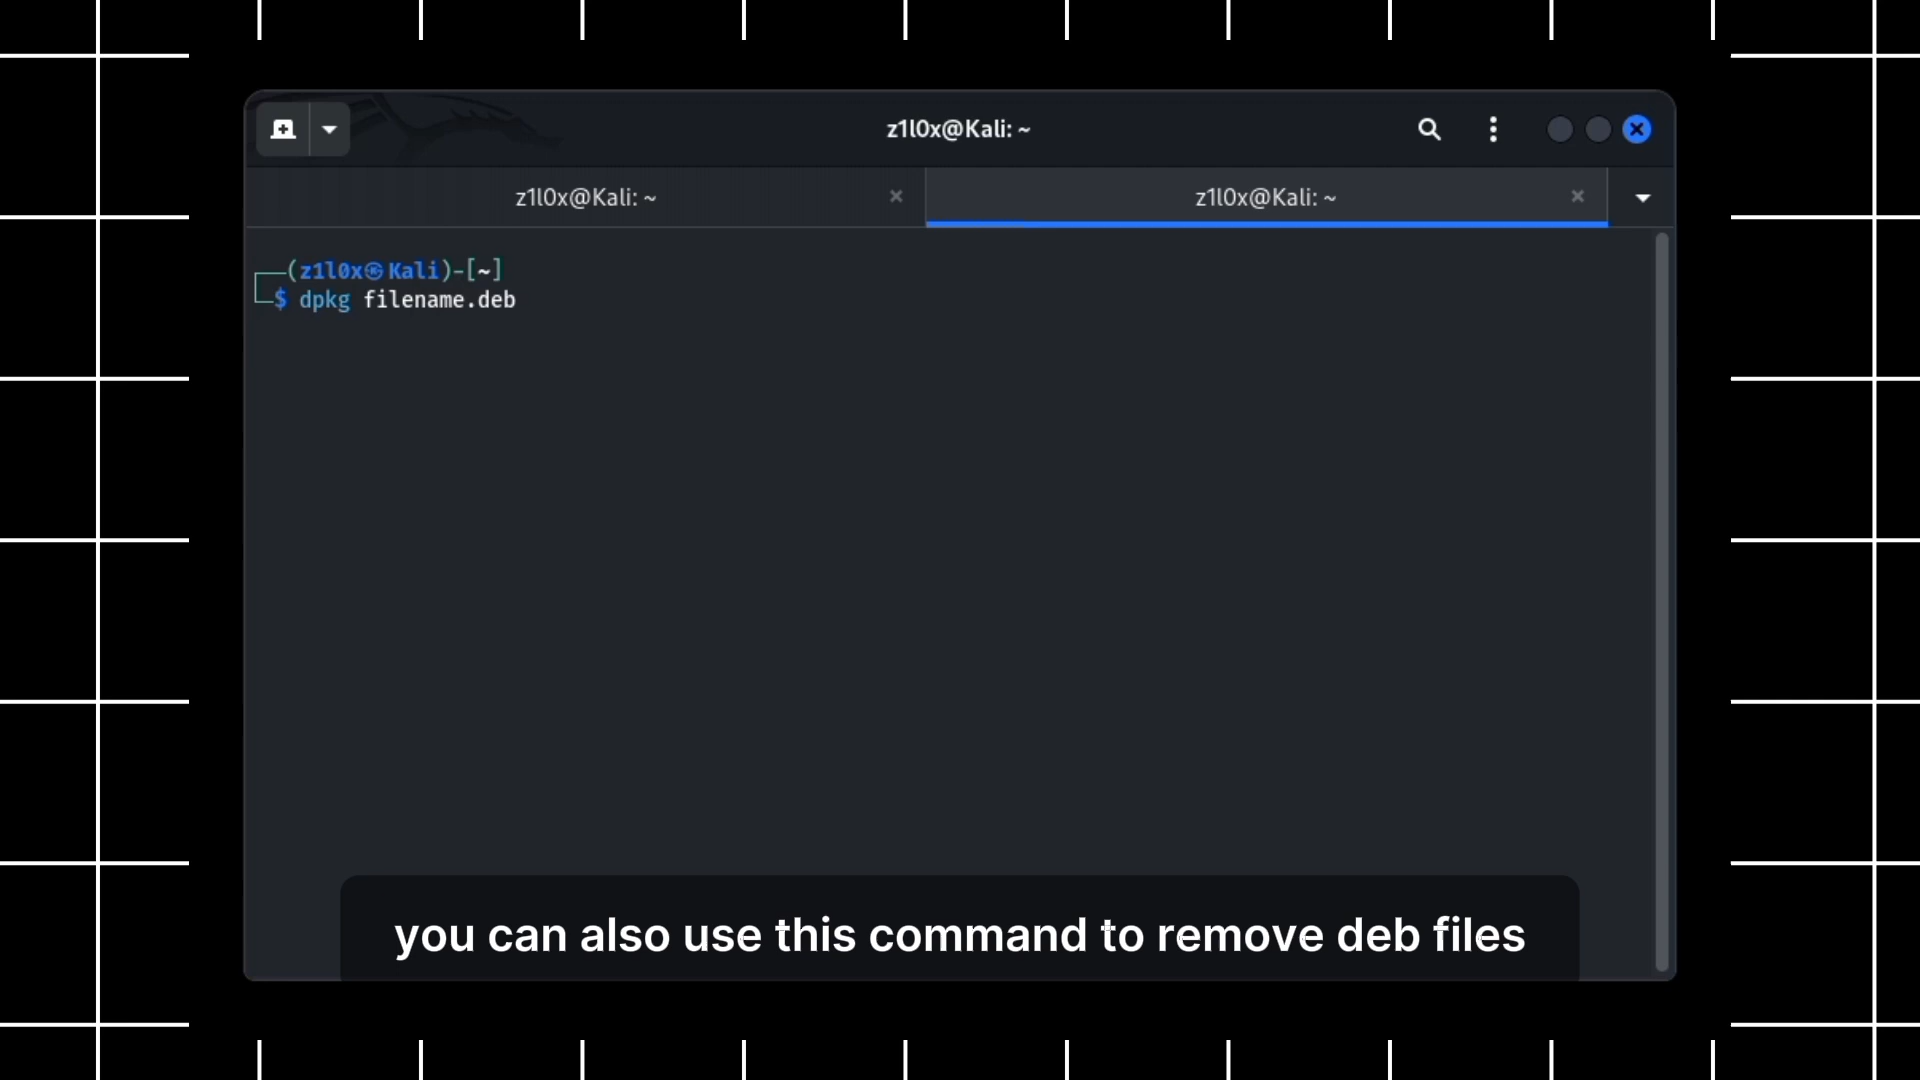 z1l0x@Kali: ~
z1l0x@Kali: ~ z1l0x@Kali: ~
(z1l0x㉿Kali)-[~]
$ dpkg filename.deb
you can also use this command to remove deb files